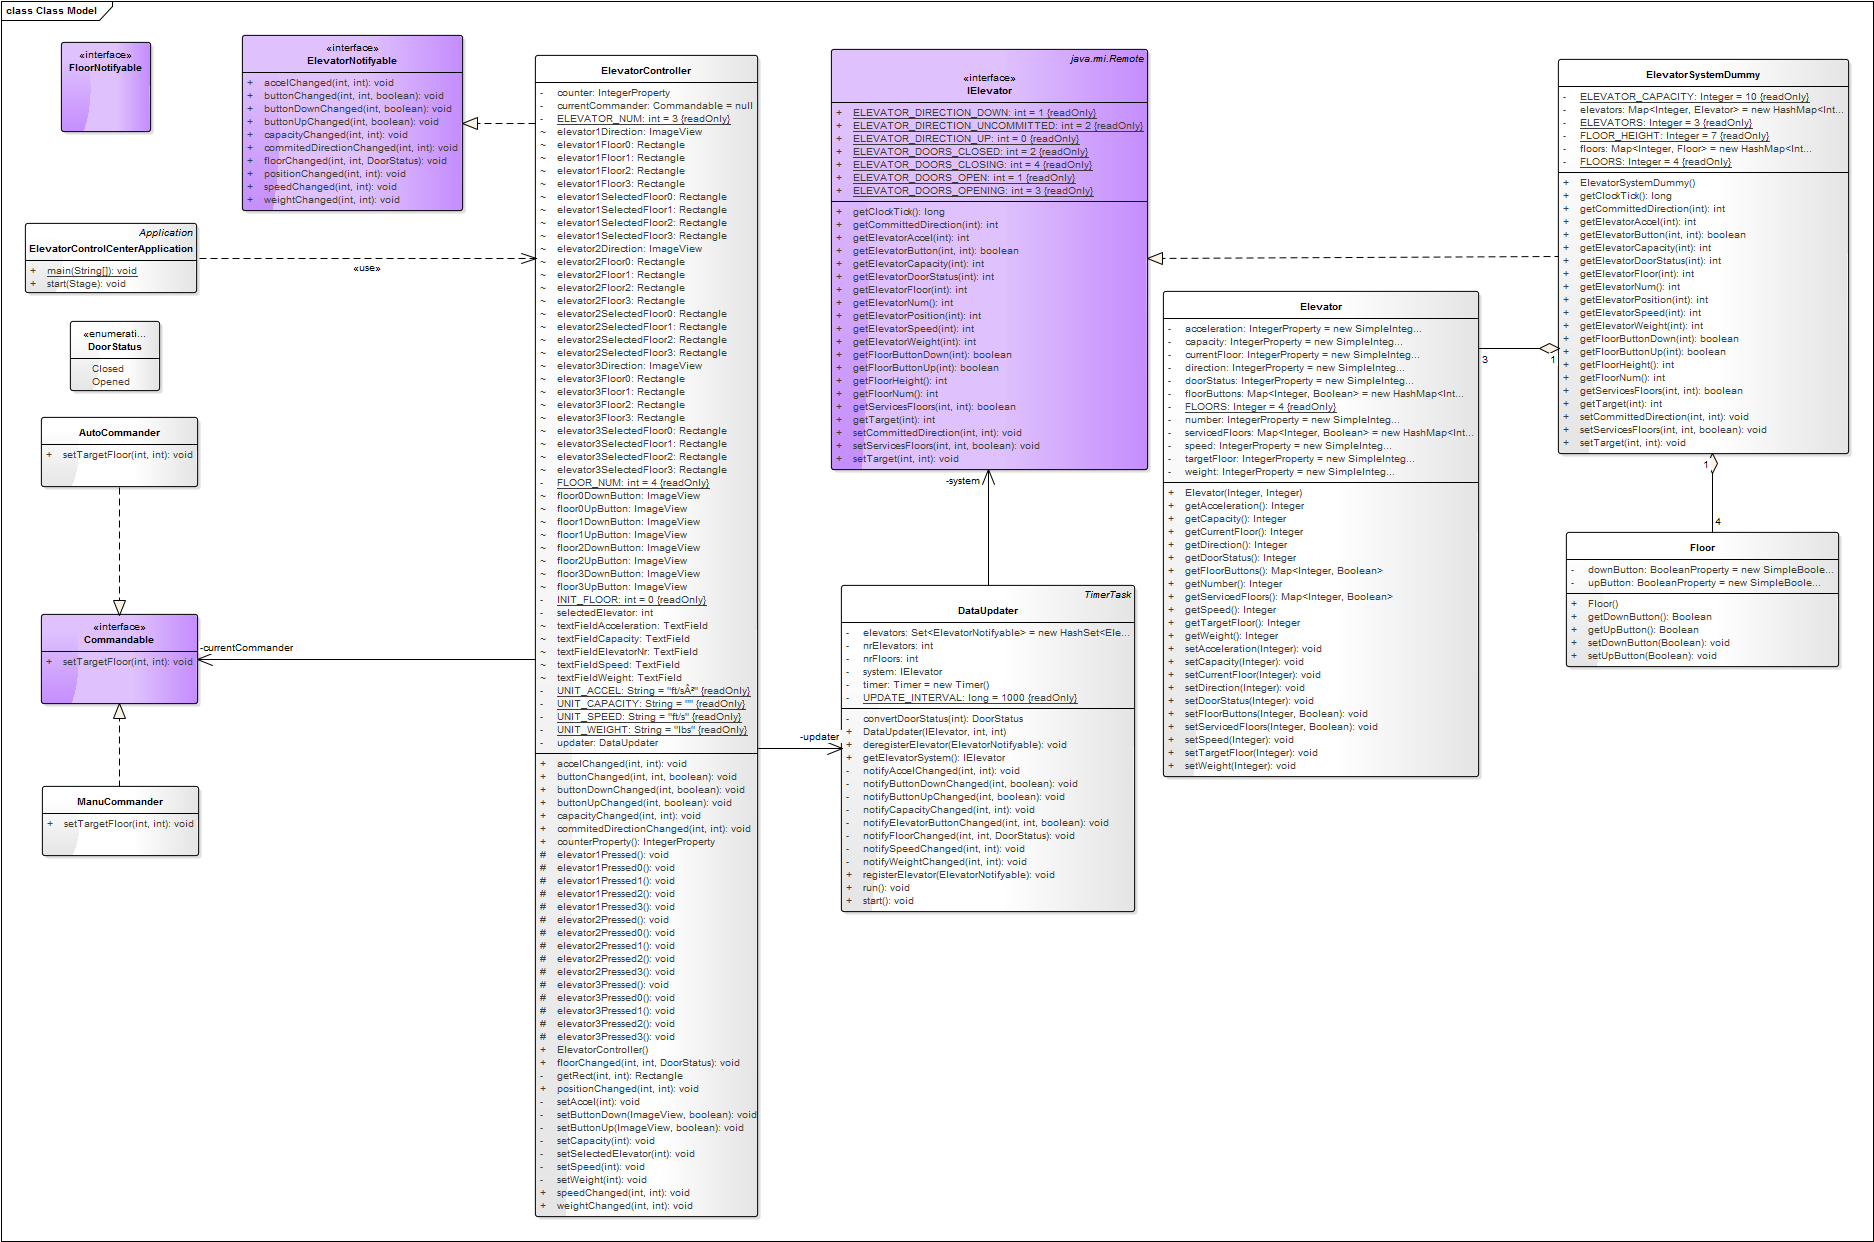 class Class Model
«interface»
FloorNotifyable
«interface»
ElevatorNotifyable
+ accelChanged(int, int): void
+ buttonChanged(int, int, boolean): void
+ buttonDownChanged(int, boolean): void
+ buttonUpChanged(int, boolean): void
+ capacityChanged(int, int): void
+ commitedDirectionChanged(int, int): void
+ floorChanged(int, int, DoorStatus): void
+ positionChanged(int, int): void
+ speedChanged(int, int): void
+ weightChanged(int, int): void
Application
ElevatorControlCenterApplication
+ main(String[]): void
+ start(Stage): void
«use»
«enumerati...
DoorStatus
Closed
Opened
AutoCommander
+ setTargetFloor(int, int): void
«interface»
Commandable
+ setTargetFloor(int, int): void
-currentCommander
ManuCommander
+ setTargetFloor(int, int): void
ElevatorController
- counter: IntegerProperty
- currentCommander: Commandable = null
- ELEVATOR_NUM: int = 3 {readOnly}
~ elevator1Direction: ImageView
~ elevator1Floor0: Rectangle
~ elevator1Floor1: Rectangle
~ elevator1Floor2: Rectangle
~ elevator1Floor3: Rectangle
~ elevator1SelectedFloor0: Rectangle
~ elevator1SelectedFloor1: Rectangle
~ elevator1SelectedFloor2: Rectangle
~ elevator1SelectedFloor3: Rectangle
~ elevator2Direction: ImageView
~ elevator2Floor0: Rectangle
~ elevator2Floor1: Rectangle
~ elevator2Floor2: Rectangle
~ elevator2Floor3: Rectangle
~ elevator2SelectedFloor0: Rectangle
~ elevator2SelectedFloor1: Rectangle
~ elevator2SelectedFloor2: Rectangle
~ elevator2SelectedFloor3: Rectangle
~ elevator3Direction: ImageView
~ elevator3Floor0: Rectangle
~ elevator3Floor1: Rectangle
~ elevator3Floor2: Rectangle
~ elevator3Floor3: Rectangle
~ elevator3SelectedFloor0: Rectangle
~ elevator3SelectedFloor1: Rectangle
~ elevator3SelectedFloor2: Rectangle
~ elevator3SelectedFloor3: Rectangle
- FLOOR_NUM: int = 4 {readOnly}
~ floor0DownButton: ImageView
~ floor0UpButton: ImageView
~ floor1DownButton: ImageView
~ floor1UpButton: ImageView
~ floor2DownButton: ImageView
~ floor2UpButton: ImageView
~ floor3DownButton: ImageView
~ floor3UpButton: ImageView
- INIT_FLOOR: int = 0 {readOnly}
- selectedElevator: int
~ textFieldAcceleration: TextField
~ textFieldCapacity: TextField
~ textFieldElevatorNr: TextField
~ textFieldSpeed: TextField
~ textFieldWeight: TextField
- UNIT_ACCEL: String = "ft/sÂ²" {readOnly}
- UNIT_CAPACITY: String = "" {readOnly}
- UNIT_SPEED: String = "ft/s" {readOnly}
- UNIT_WEIGHT: String = "lbs" {readOnly}
- updater: DataUpdater
+ accelChanged(int, int): void
+ buttonChanged(int, int, boolean): void
+ buttonDownChanged(int, boolean): void
+ buttonUpChanged(int, boolean): void
+ capacityChanged(int, int): void
+ commitedDirectionChanged(int, int): void
+ counterProperty(): IntegerProperty
# elevator1Pressed(): void
# elevator1Pressed0(): void
# elevator1Pressed1(): void
# elevator1Pressed2(): void
# elevator1Pressed3(): void
# elevator2Pressed(): void
# elevator2Pressed0(): void
# elevator2Pressed1(): void
# elevator2Pressed2(): void
# elevator2Pressed3(): void
# elevator3Pressed(): void
# elevator3Pressed0(): void
# elevator3Pressed1(): void
# elevator3Pressed2(): void
# elevator3Pressed3(): void
+ ElevatorController()
+ floorChanged(int, int, DoorStatus): void
- getRect(int, int): Rectangle
+ positionChanged(int, int): void
- setAccel(int): void
- setButtonDown(ImageView, boolean): void
- setButtonUp(ImageView, boolean): void
- setCapacity(int): void
- setSelectedElevator(int): void
- setSpeed(int): void
- setWeight(int): void
+ speedChanged(int, int): void
+ weightChanged(int, int): void
java.rmi.Remote
«interface»
IElevator
+ ELEVATOR_DIRECTION_DOWN: int = 1 {readOnly}
+ ELEVATOR_DIRECTION_UNCOMMITTED: int = 2 {readOnly}
+ ELEVATOR_DIRECTION_UP: int = 0 {readOnly}
+ ELEVATOR_DOORS_CLOSED: int = 2 {readOnly}
+ ELEVATOR_DOORS_CLOSING: int = 4 {readOnly}
+ ELEVATOR_DOORS_OPEN: int = 1 {readOnly}
+ ELEVATOR_DOORS_OPENING: int = 3 {readOnly}
+ getClockTick(): long
+ getCommittedDirection(int): int
+ getElevatorAccel(int): int
+ getElevatorButton(int, int): boolean
+ getElevatorCapacity(int): int
+ getElevatorDoorStatus(int): int
+ getElevatorFloor(int): int
+ getElevatorNum(): int
+ getElevatorPosition(int): int
+ getElevatorSpeed(int): int
+ getElevatorWeight(int): int
+ getFloorButtonDown(int): boolean
+ getFloorButtonUp(int): boolean
+ getFloorHeight(): int
+ getFloorNum(): int
+ getServicesFloors(int, int): boolean
+ getTarget(int): int
+ setCommittedDirection(int, int): void
+ setServicesFloors(int, int, boolean): void
+ setTarget(int, int): void
-system
-updater
TimerTask
DataUpdater
- elevators: Set<ElevatorNotifyable> = new HashSet<Ele...
- nrElevators: int
- nrFloors: int
- system: IElevator
- timer: Timer = new Timer()
- UPDATE_INTERVAL: long = 1000 {readOnly}
- convertDoorStatus(int): DoorStatus
+ DataUpdater(IElevator, int, int)
+ deregisterElevator(ElevatorNotifyable): void
+ getElevatorSystem(): IElevator
- notifyAccelChanged(int, int): void
- notifyButtonDownChanged(int, boolean): void
- notifyButtonUpChanged(int, boolean): void
- notifyCapacityChanged(int, int): void
- notifyElevatorButtonChanged(int, int, boolean): void
- notifyFloorChanged(int, int, DoorStatus): void
- notifySpeedChanged(int, int): void
- notifyWeightChanged(int, int): void
+ registerElevator(ElevatorNotifyable): void
+ run(): void
+ start(): void
Elevator
- acceleration: IntegerProperty = new SimpleInteg...
- capacity: IntegerProperty = new SimpleInteg...
- currentFloor: IntegerProperty = new SimpleInteg...
- direction: IntegerProperty = new SimpleInteg...
- doorStatus: IntegerProperty = new SimpleInteg...
- floorButtons: Map<Integer, Boolean> = new HashMap<Int...
- FLOORS: Integer = 4 {readOnly}
- number: IntegerProperty = new SimpleInteg...
- servicedFloors: Map<Integer, Boolean> = new HashMap<Int...
- speed: IntegerProperty = new SimpleInteg...
- targetFloor: IntegerProperty = new SimpleInteg...
- weight: IntegerProperty = new SimpleInteg...
+ Elevator(Integer, Integer)
+ getAcceleration(): Integer
+ getCapacity(): Integer
+ getCurrentFloor(): Integer
+ getDirection(): Integer
+ getDoorStatus(): Integer
+ getFloorButtons(): Map<Integer, Boolean>
+ getNumber(): Integer
+ getServicedFloors(): Map<Integer, Boolean>
+ getSpeed(): Integer
+ getTargetFloor(): Integer
+ getWeight(): Integer
+ setAcceleration(Integer): void
+ setCapacity(Integer): void
+ setCurrentFloor(Integer): void
+ setDirection(Integer): void
+ setDoorStatus(Integer): void
+ setFloorButtons(Integer, Boolean): void
+ setServicedFloors(Integer, Boolean): void
+ setSpeed(Integer): void
+ setTargetFloor(Integer): void
+ setWeight(Integer): void
3
1
ElevatorSystemDummy
- ELEVATOR_CAPACITY: Integer = 10 {readOnly}
- elevators: Map<Integer, Elevator> = new HashMap<Int...
- ELEVATORS: Integer = 3 {readOnly}
- FLOOR_HEIGHT: Integer = 7 {readOnly}
- floors: Map<Integer, Floor> = new HashMap<Int...
- FLOORS: Integer = 4 {readOnly}
+ ElevatorSystemDummy()
+ getClockTick(): long
+ getCommittedDirection(int): int
+ getElevatorAccel(int): int
+ getElevatorButton(int, int): boolean
+ getElevatorCapacity(int): int
+ getElevatorDoorStatus(int): int
+ getElevatorFloor(int): int
+ getElevatorNum(): int
+ getElevatorPosition(int): int
+ getElevatorSpeed(int): int
+ getElevatorWeight(int): int
+ getFloorButtonDown(int): boolean
+ getFloorButtonUp(int): boolean
+ getFloorHeight(): int
+ getFloorNum(): int
+ getServicesFloors(int, int): boolean
+ getTarget(int): int
+ setCommittedDirection(int, int): void
+ setServicesFloors(int, int, boolean): void
+ setTarget(int, int): void
1
4
Floor
- downButton: BooleanProperty = new SimpleBoole...
- upButton: BooleanProperty = new SimpleBoole...
+ Floor()
+ getDownButton(): Boolean
+ getUpButton(): Boolean
+ setDownButton(Boolean): void
+ setUpButton(Boolean): void